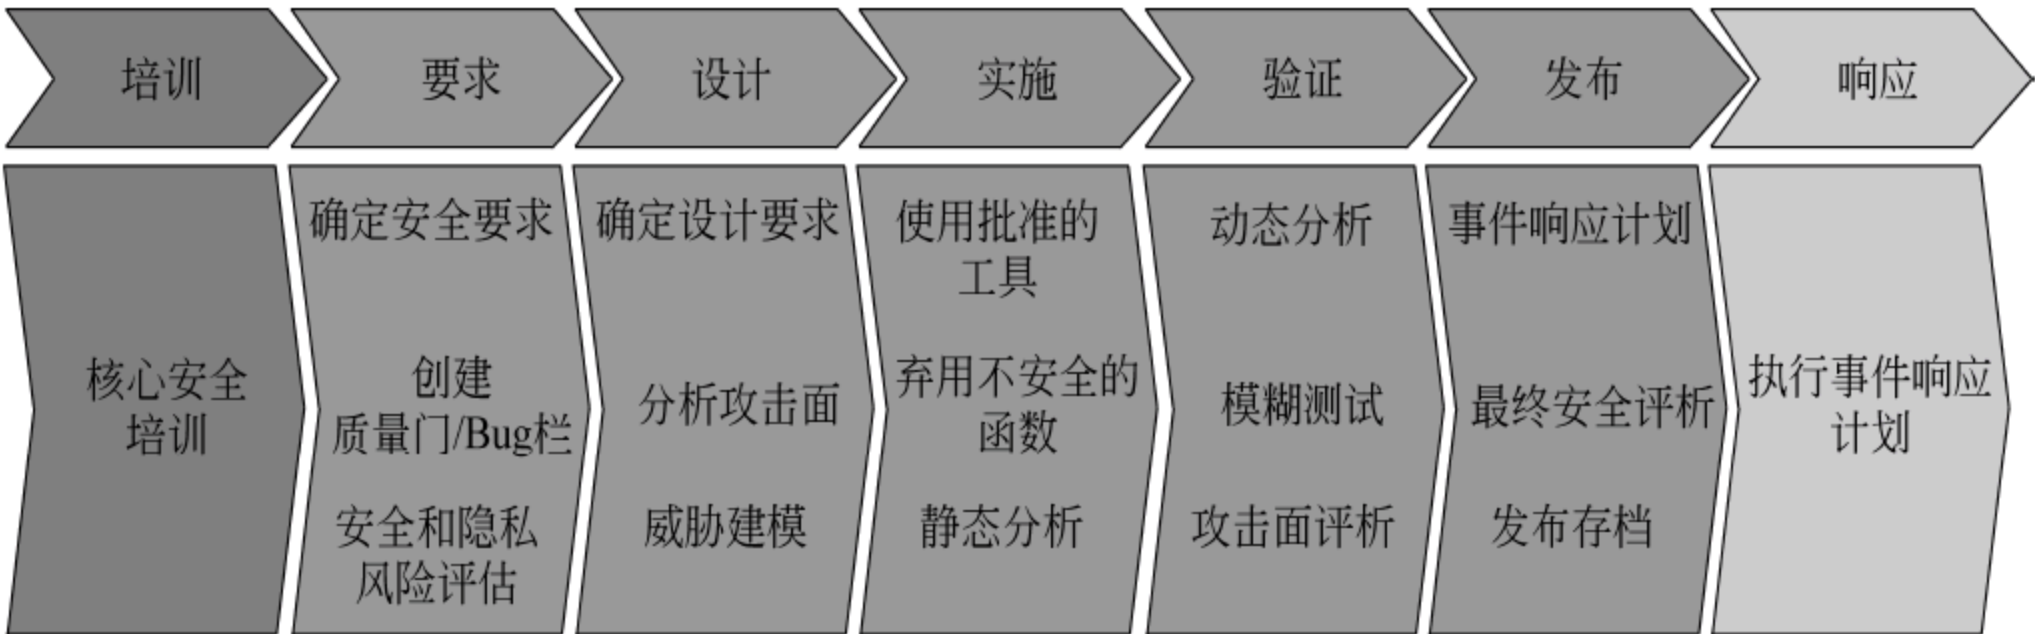 培训
要求
设计
实施
验证
发布
响应
核心安全
培训
确定安全要求
创建
质量门/Bug栏
安全和隐私
风险评估
确定设计要求
分析攻击面
威胁建模
使用批准的
工具
弃用不安全的
函数
静态分析
动态分析
模糊测试
攻击面评析
事件响应计划
最终安全评析
发布存档
执行事件响应
计划